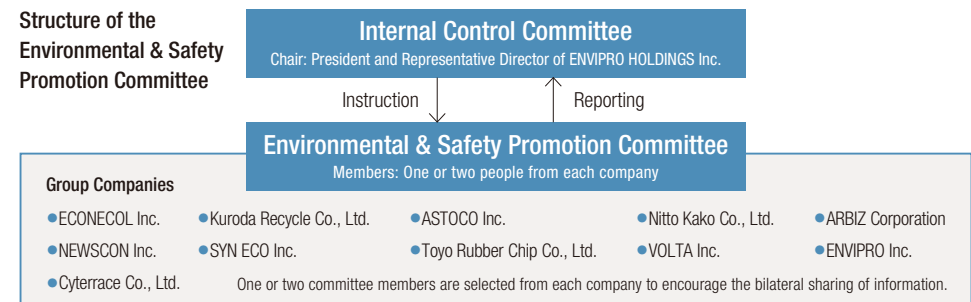 Structure of the
Environmental & Safety
Promotion Committee
Internal Control Committee
Chair: President and Representative Director of ENVIPRO HOLDINGS Inc.
Instruction
Reporting
Environmental & Safety Promotion Committee
Members: One or two people from each company
Group Companies
●ECONECOL Inc. ●Kuroda Recycle Co., Ltd. ●ASTOCO Inc. ●Nitto Kako Co., Ltd. ●ARBIZ Corporation
●NEWSCON Inc. ●SYN ECO Inc. ●Toyo Rubber Chip Co., Ltd. ●VOLTA Inc. ●ENVIPRO Inc.
●Cyterrace Co., Ltd. One or two committee members are selected from each company to encourage the bilateral sharing of information.